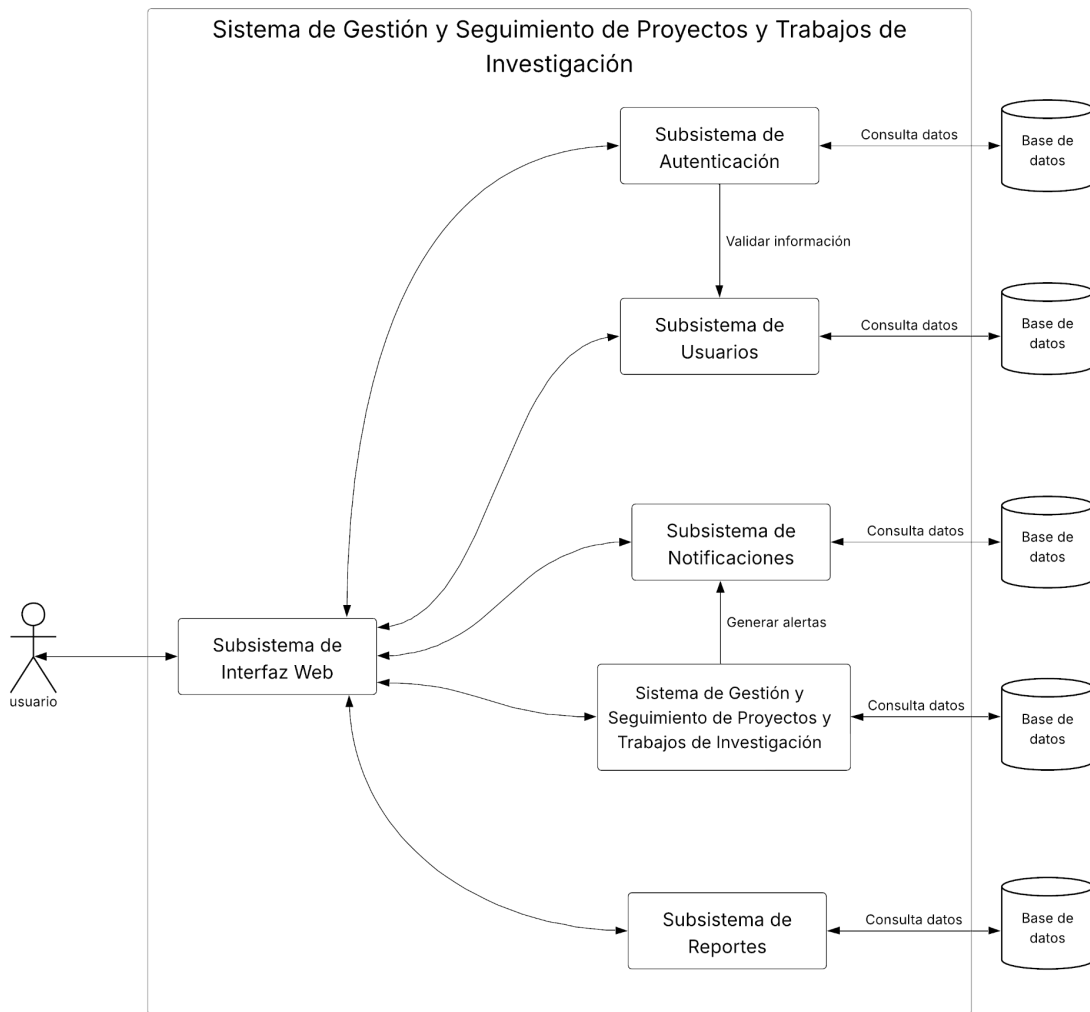 Sistema de Gestión y Seguimiento de Proyectos y Trabajos de
Investigación
Subsistema de
Autenticación
Consulta datos
Base de
datos
Validar información
Subsistema de
Usuarios
Consulta datos
Base de
datos
Subsistema de
Notificaciones
Consulta datos
Base de
datos
Generar alertas
usuario
Subsistema de
Interfaz Web
Sistema de Gestión y
Seguimiento de Proyectos y
Trabajos de Investigación
Consulta datos
Base de
datos
Subsistema de
Reportes
Consulta datos
Base de
datos